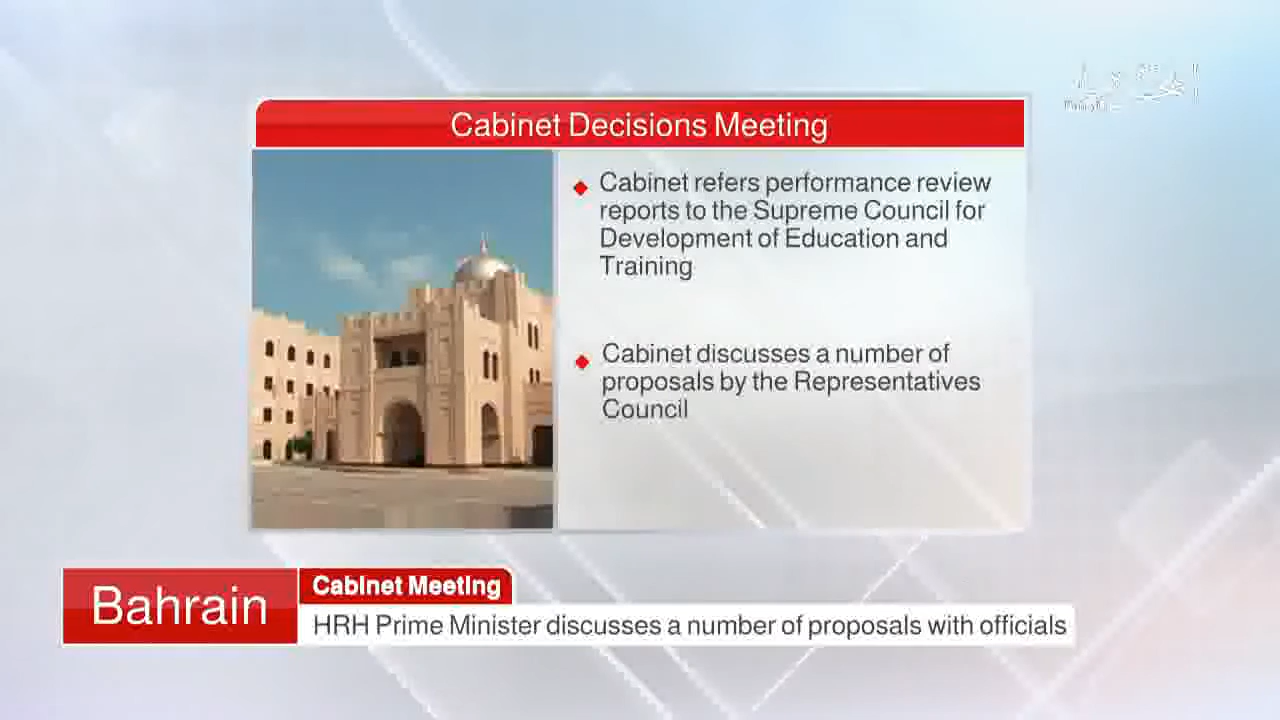 Cabinet Decisions Meeting
Cabinet refers performance review
reports to the Supreme Council for
Development of Education and
Training
Cabinet discusses a number of
proposals by the Representatives
Council
Bahrain
Cabinet Meeting
HRH Prime Minister discusses a number of proposals with officials